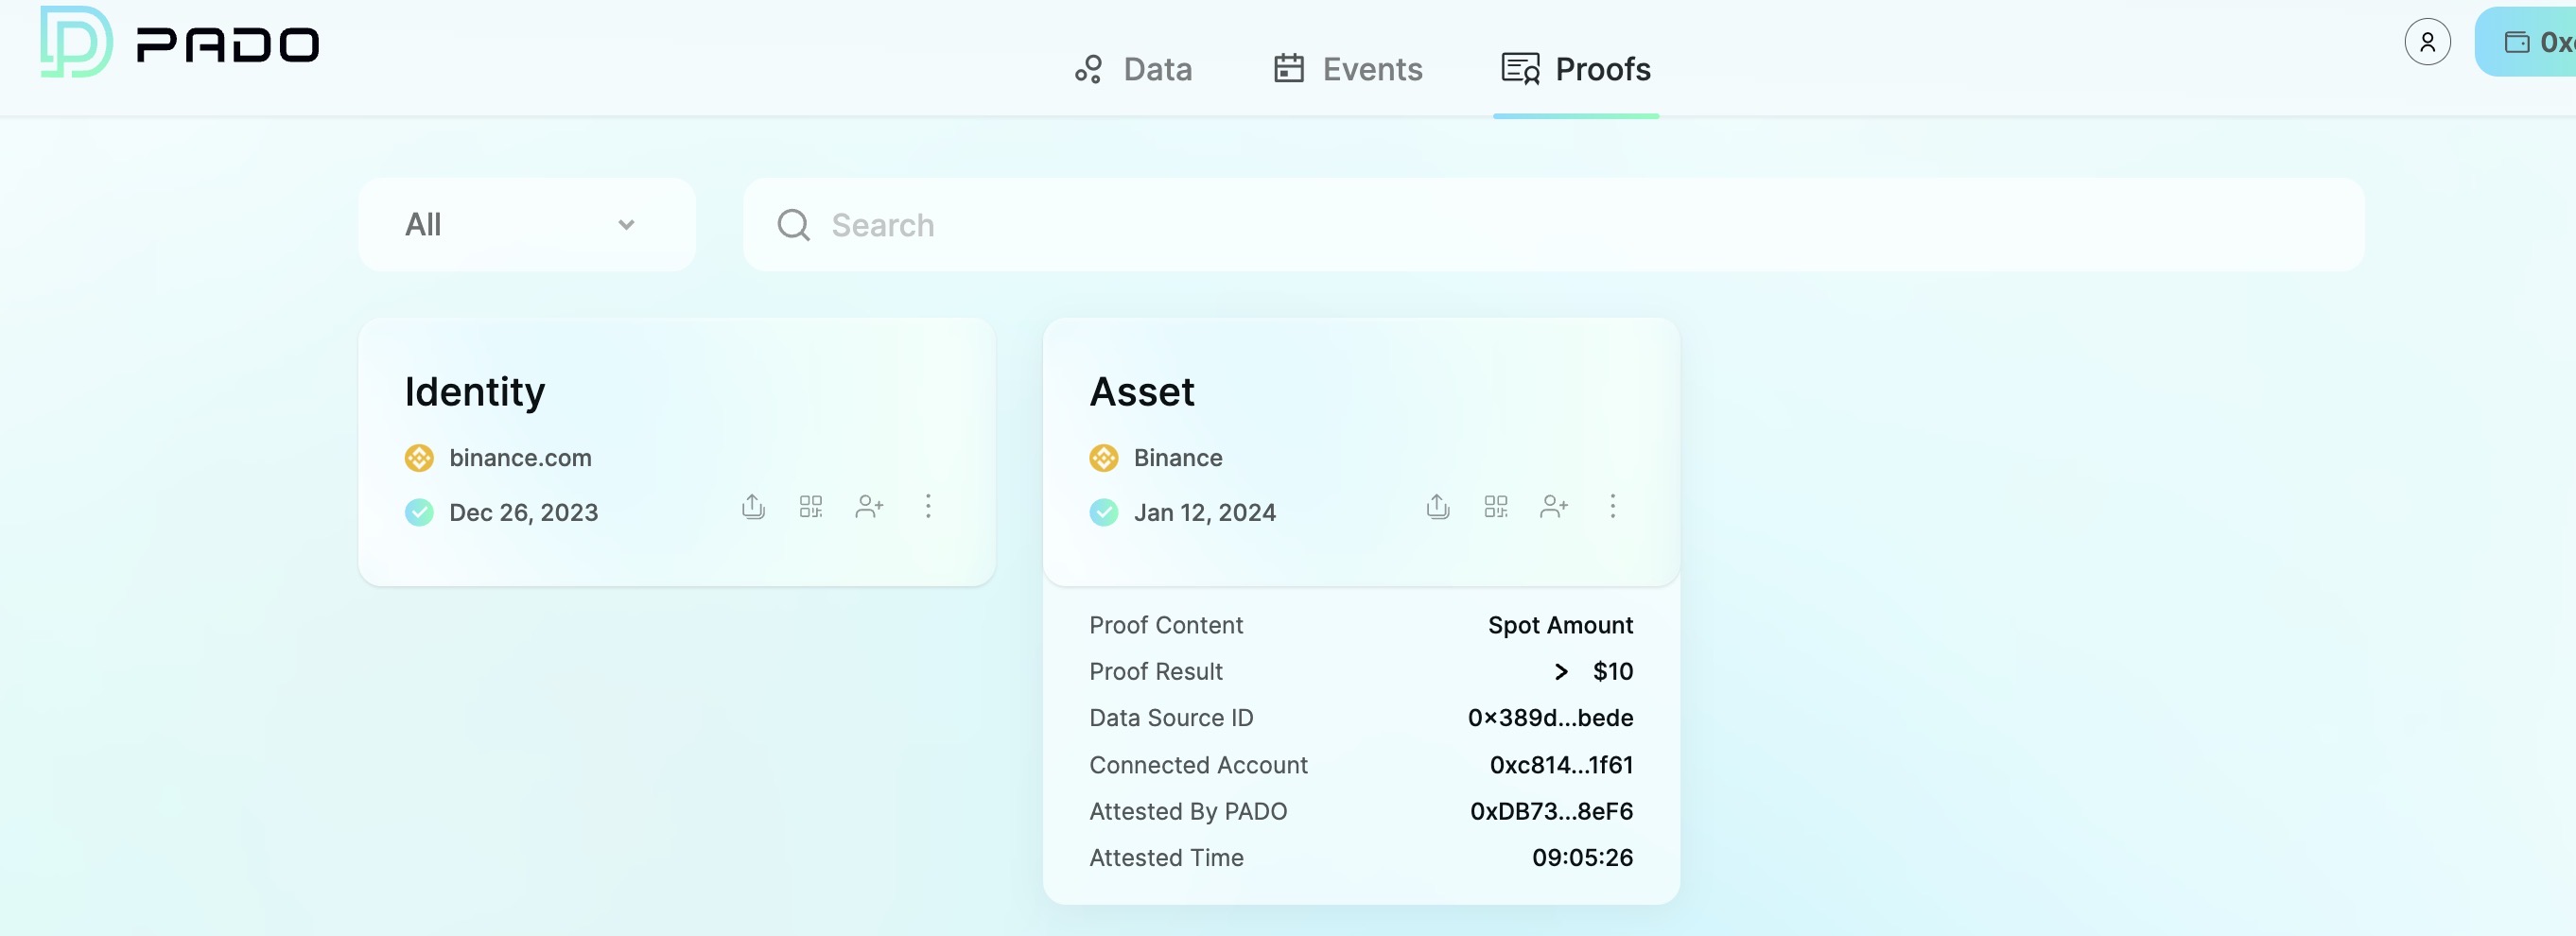 PADO
Data Events Proofs
All
Search
Identity
binance.com
Dec 26, 2023
Asset
Binance
Jan 12, 2024
Proof Content Spot Amount
Proof Result > $10
Data Source ID 0×389d...bede
Connected Account 0xc814...1f61
Attested By PADO 0xDB73...8eF6
Attested Time 09:05:26